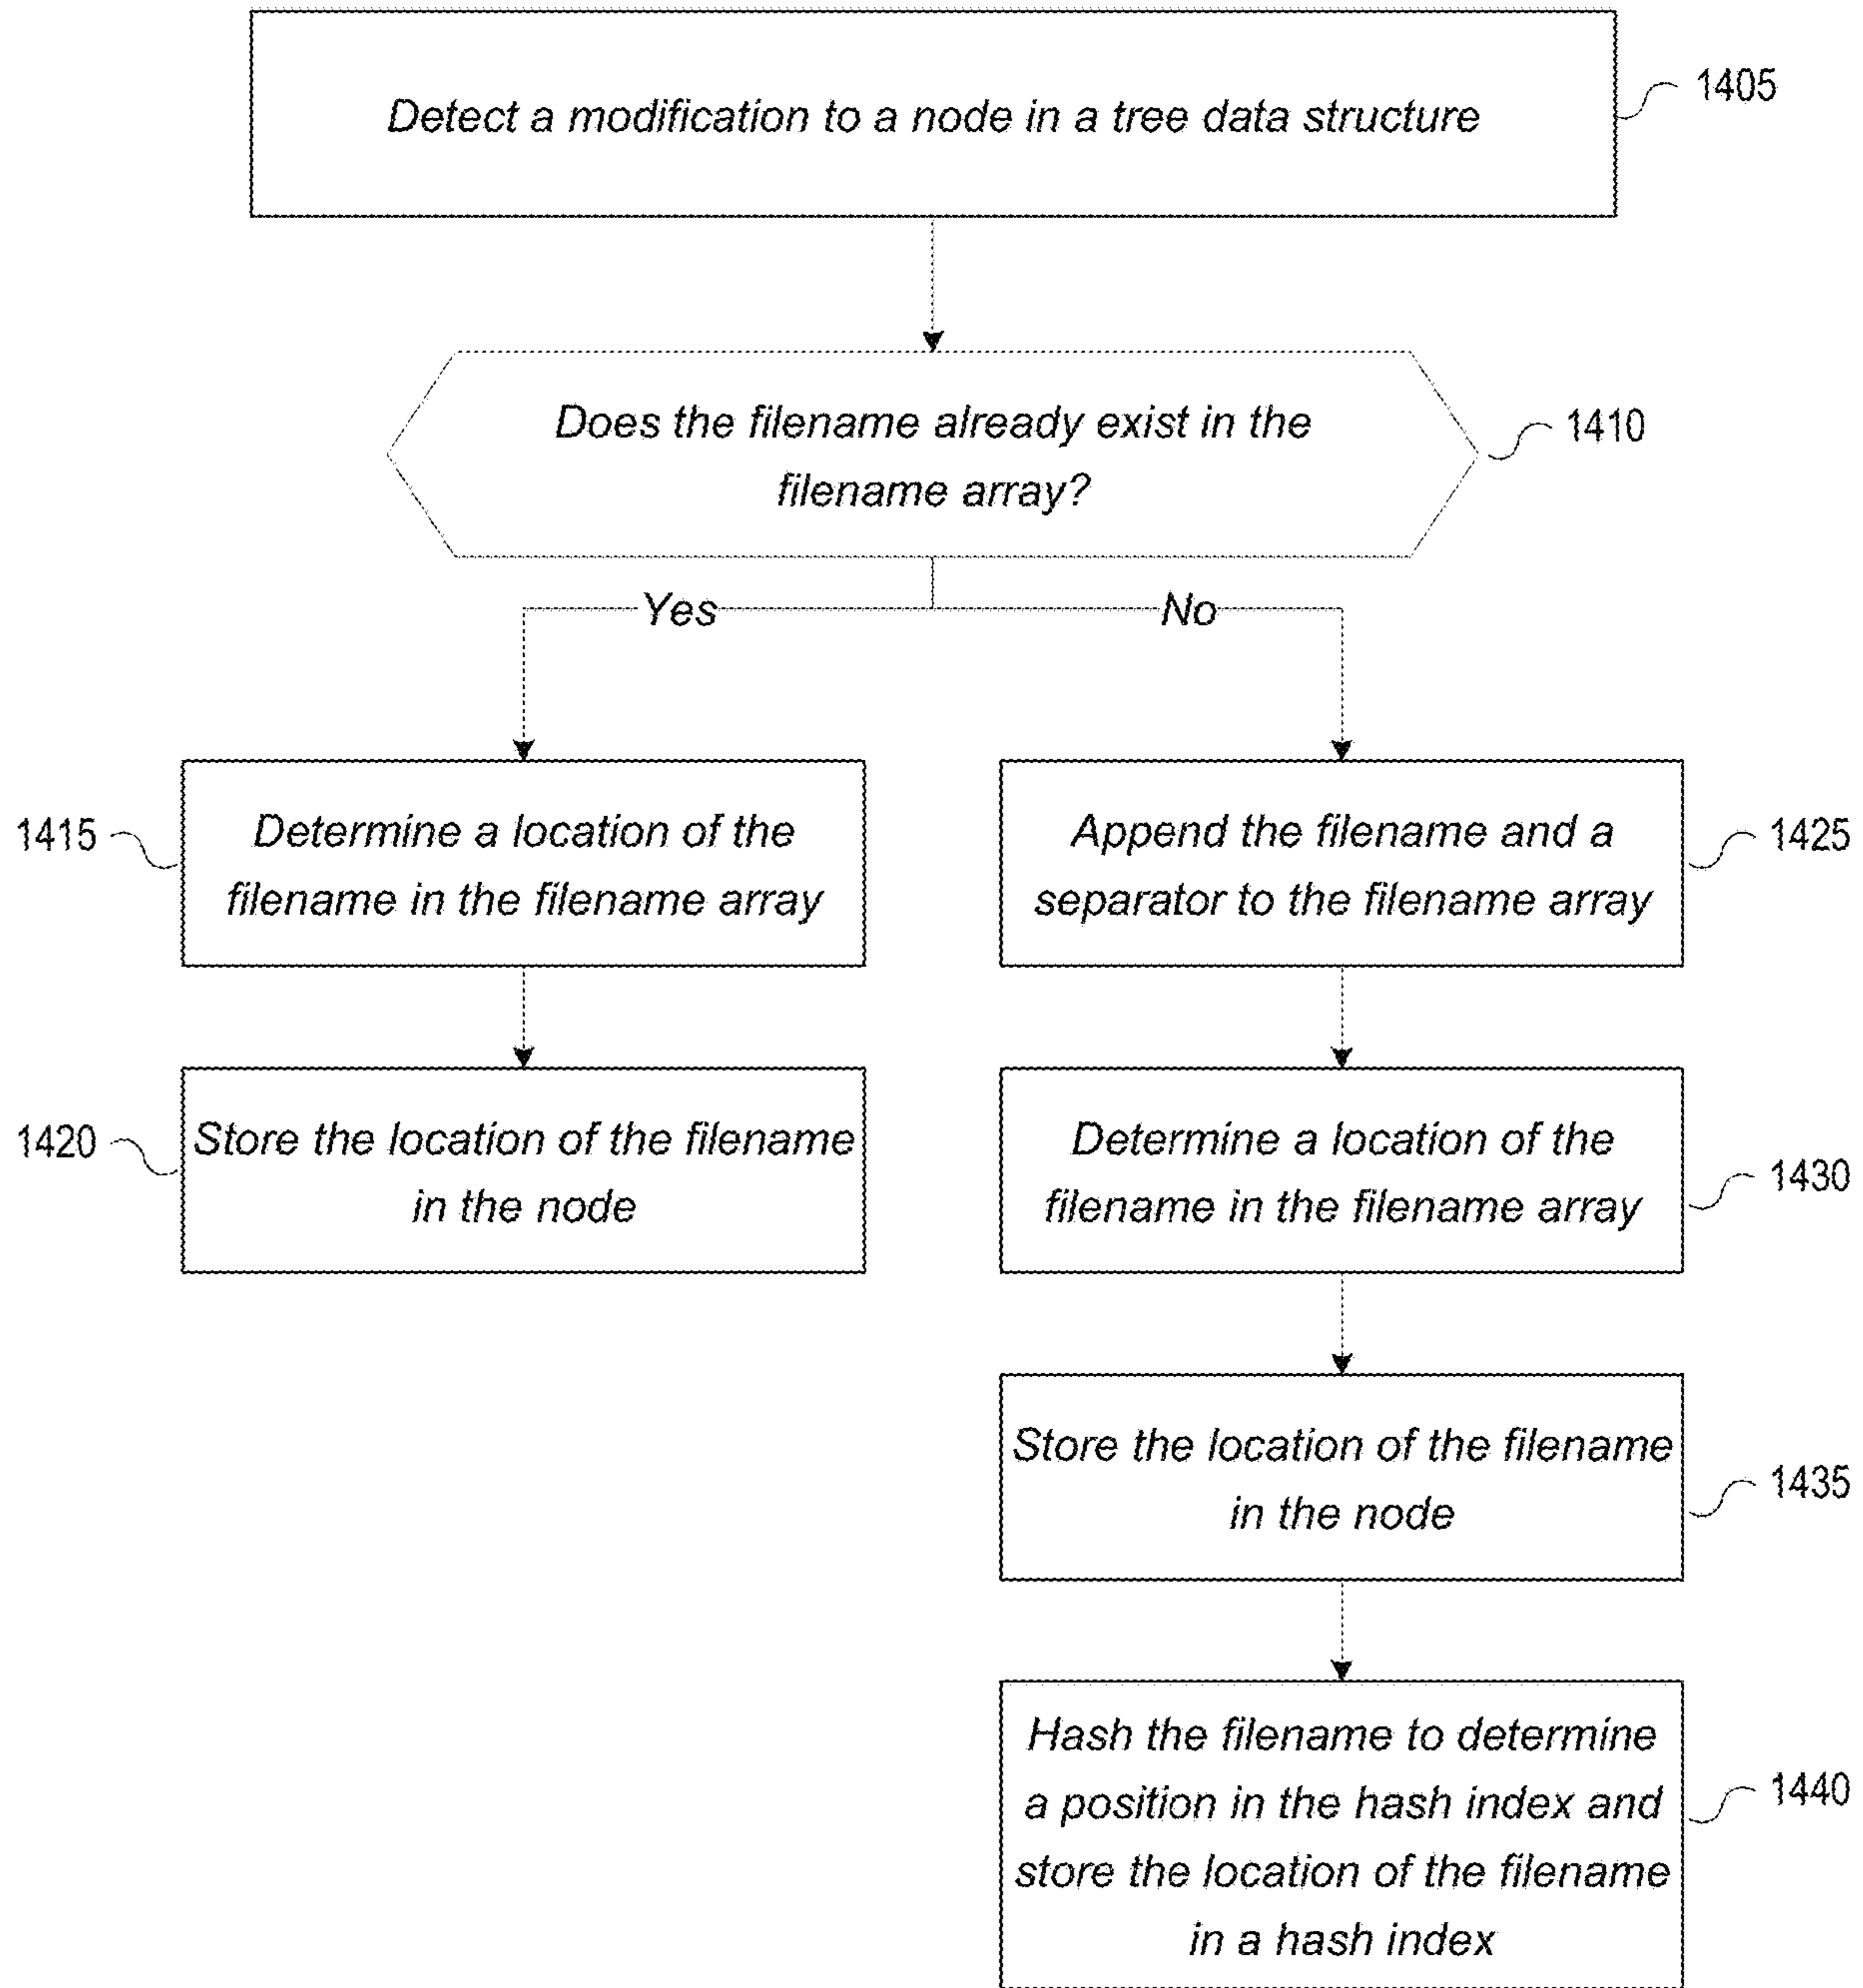 Detect a modification to a node in a tree data structure
1405
Does the filename already exist in the
filename array?
1410
Yes
No
1415
Determine a location of the
filename in the filename array
Append the filename and a
separator to the filename array
1425
1420
Store the location of the filename
in the node
Determine a location of the
filename in the filename array
1430
Store the location of the filename
in the node
1435
Hash the filename to determine
a position in the hash index and
store the location of the filename
in a hash index
1440